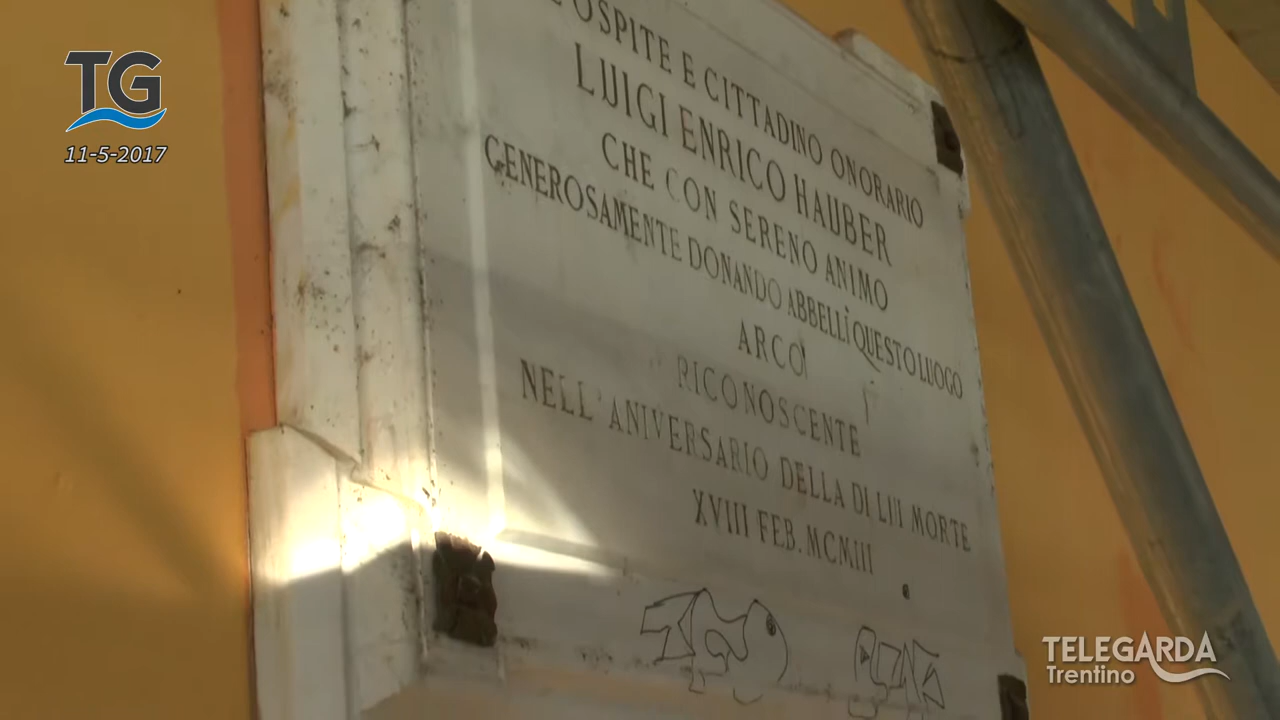 TG
11-5-2017
OSPITE E CITTADINO ONORARIO
LUIGI ENRICO HAUBER
CHE CON SERENO ANIMO
GENEROSAMENTE DONANDO ABBELLÌ QUESTO LUOGO
ARCO
RICONOSCENTE
NELL'ANIVERSARIO DELLA DI LUI MORTE
XVIII FEB. MCMIII
TELEGARDA
Trentino